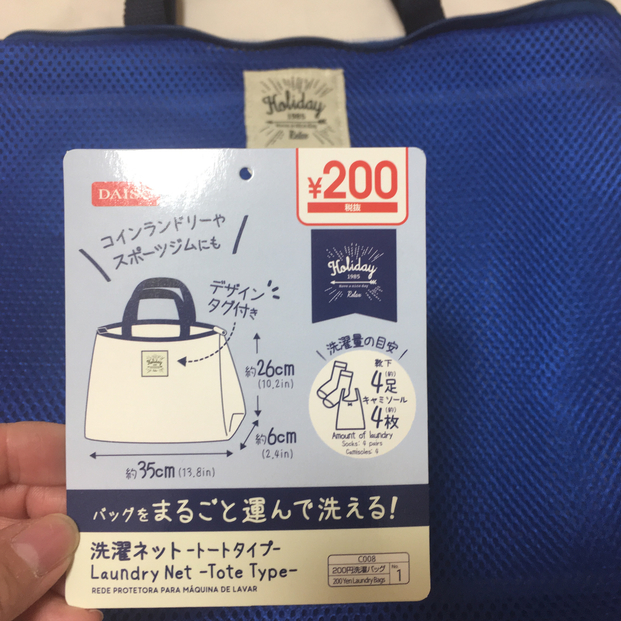 Holiday
1985
Relax
DAIS
¥200
税抜
コインランドリーや
スポーツジムにも
デザイン
タグ付き
Holiday
1985
HAVE A GOOD DAY
Relax
洗濯量の目安
靴下
(約)
4足
キャミソール
(約)
4枚
Amount of laundry
Socks: 4 pairs
Camisoles: 4
約26cm
(10.2in)
約6cm
(2.4in)
約35cm (13.8in)
バッグをまるごと運んで洗える!
洗濯ネット-トートタイプ-
Laundry Net -Tote Type-
REDE PROTETORA PARA MÁQUINA DE LAVAR
C008
200円洗濯バッグ
200 Yen Laundry Bags
No
1